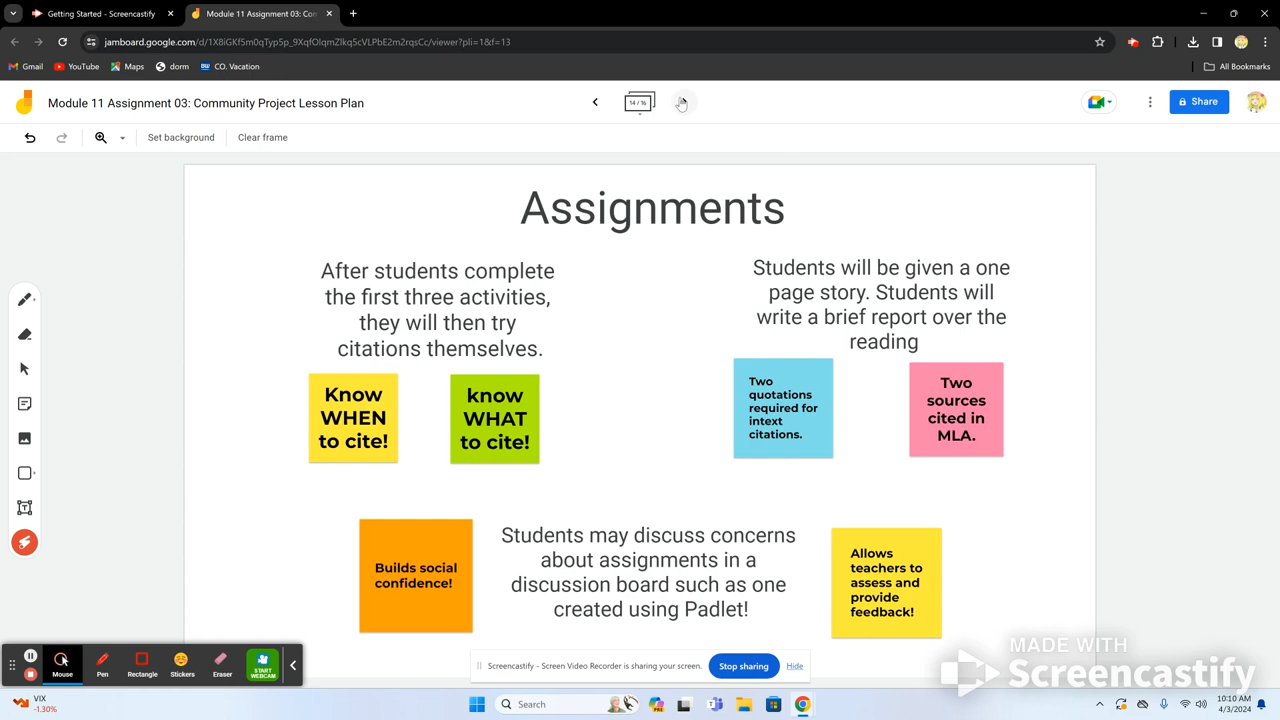 Getting Started - Screencastify
Module 11 Assignment 03: Con
jamboard.google.com/d/1X8iGKf5m0qTyp5p_9XqfOIqmZlkq5cVLPbE2m2rqsCc/viewer?pli=1&f=13
Gmail
YouTube
Maps
dorm
CO. Vacation
All Bookmarks
Module 11 Assignment 03: Community Project Lesson Plan
14 / 16
Share
Set background
Clear frame
Assignments
After students complete
the first three activities,
they will then try
citations themselves.
Students will be given a one
page story. Students will
write a brief report over the
reading
Know
WHEN
to cite!
know
WHAT
to cite!
Two
quotations
required for
intext
citations.
Two
sources
cited in
MLA.
Builds social
confidence!
Students may discuss concerns
about assignments in a
discussion board such as one
created using Padlet!
Allows
teachers to
assess and
provide
feedback!
Mouse
Pen
Rectangle
Stickers
Eraser
START
WEBCAM
Screencastify - Screen Video Recorder is sharing your screen.
Stop sharing
Hide
MADE WITH
Screencastify
VIX
-1.30%
Search
10:10 AM
4/3/2024